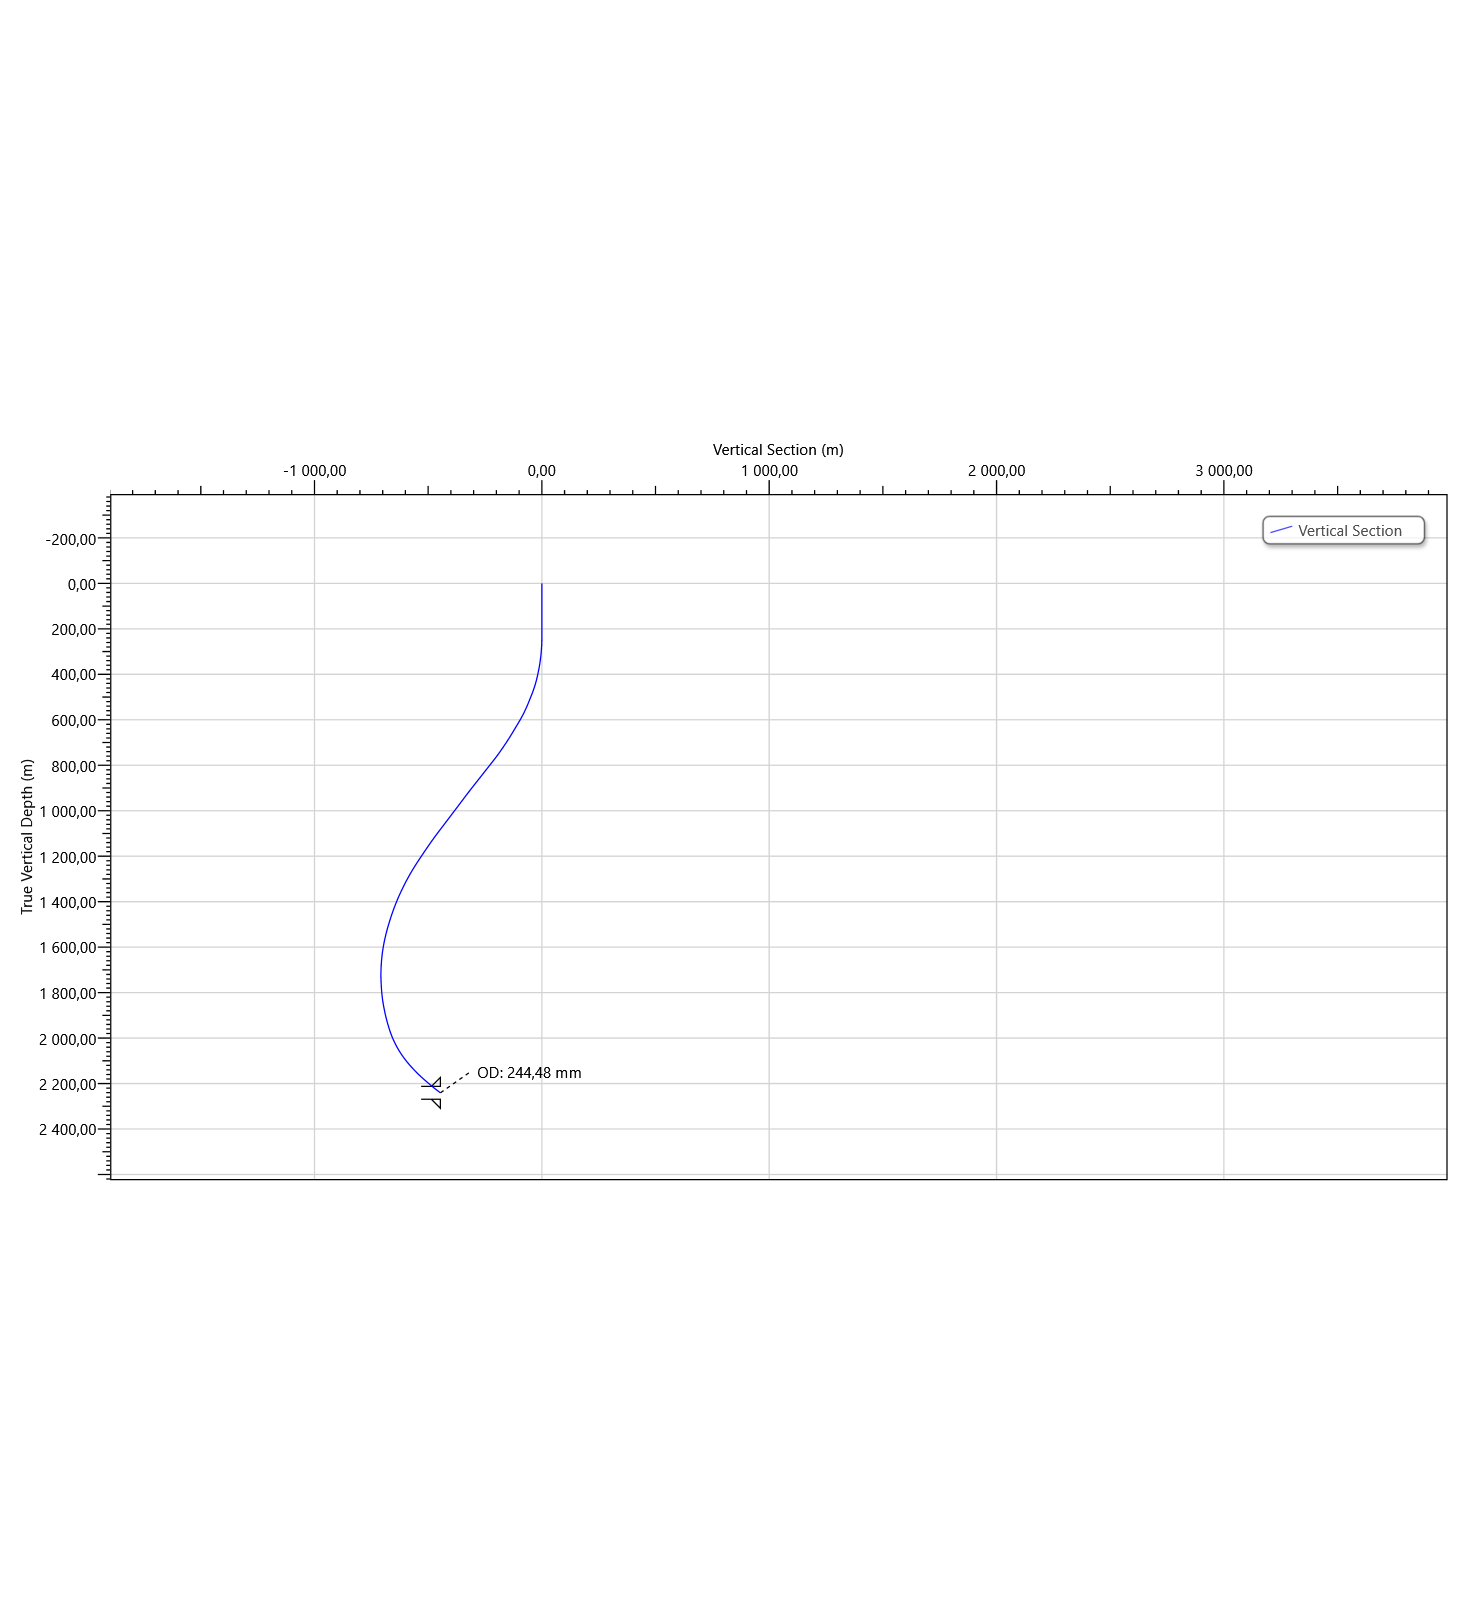 Vertical Section (m)
-1 000,00 0,00 1 000,00 2 000,00 3 000,00
Vertical Section
-200,00
0,00
200,00
400,00
600,00
800,00
1 000,00
1 200,00
1 400,00
1 600,00
1 800,00
2 000,00
2 200,00
2 400,00
True Vertical Depth (m)
OD: 244,48 mm